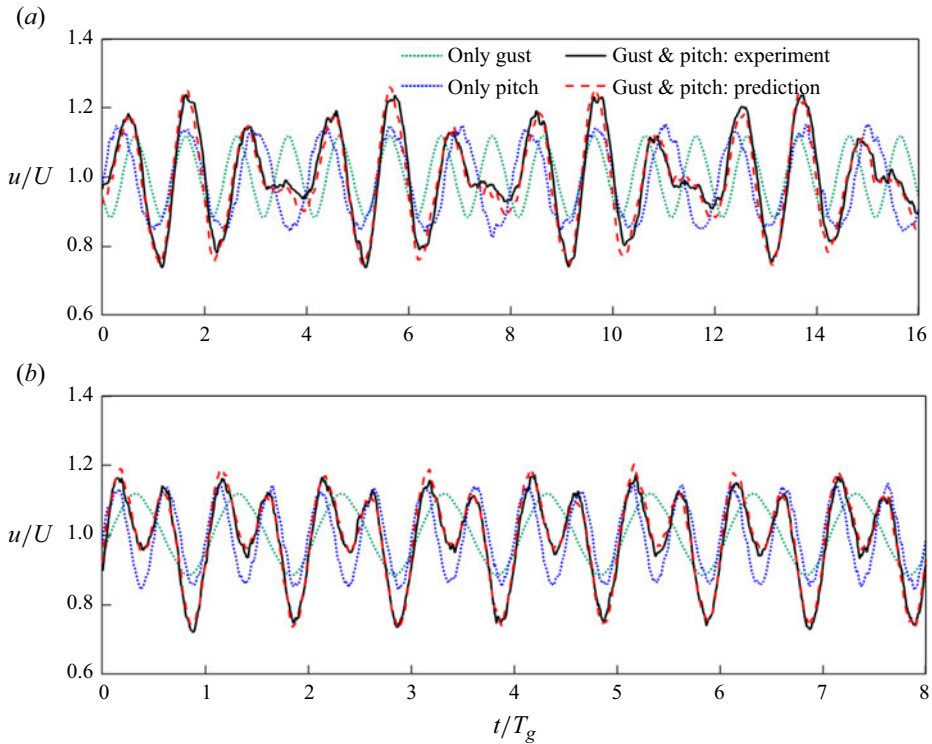 (a)
1.4
Only gust
Gust & pitch: experiment
Only pitch
Gust & pitch: prediction
1.2
u/U
1.0
0.8
0.6
0 2 4 6 8 10 12 14 16
(b)
1.4
1.2
u/U
1.0
0.8
0.6
0 1 2 3 4 5 6 7 8
t/Tg